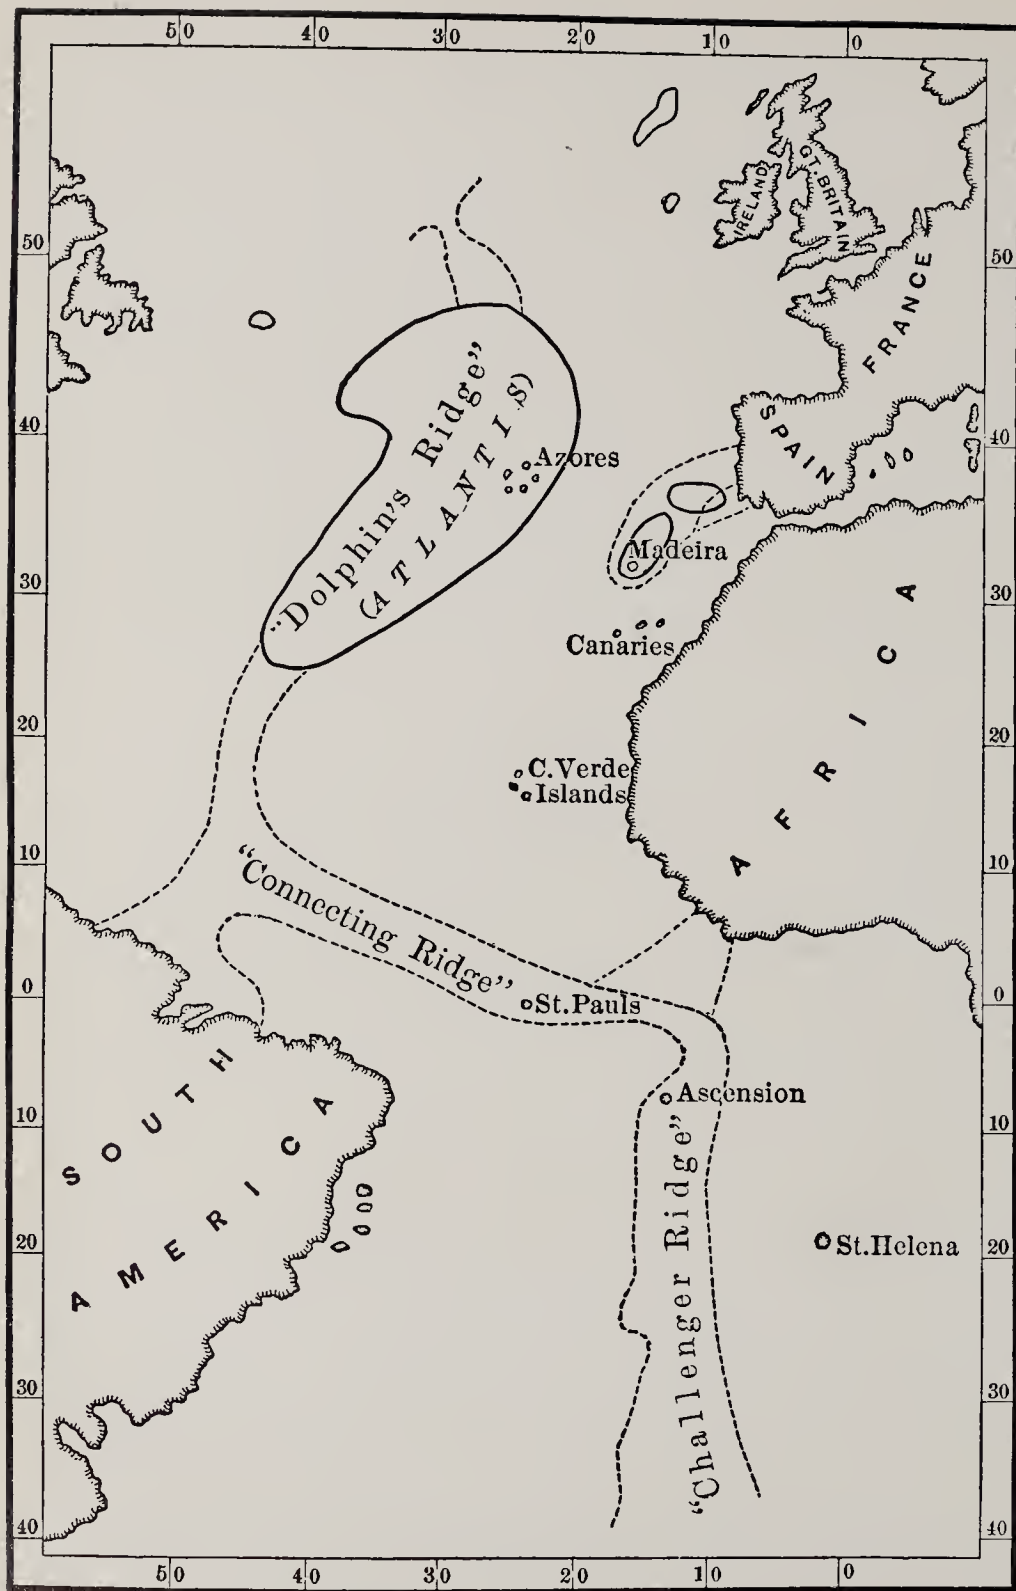 50 40 30 20 10 0
IRELAND
GT. BRITAIN
50 50
FRANCE
"Dolphin's Ridge"
(ATLANTIS)
SPAIN
40 40
Azores
Madeira
30 30
Canaries
AFRICA
20 20
C. Verde
Islands
10 10
"Connecting Ridge"
0 0
St. Pauls
SOUTH
AMERICA
Ascension
10 10
"Challenger Ridge"
St. Helena
20 20
30 30
40 40
50 40 30 20 10 0